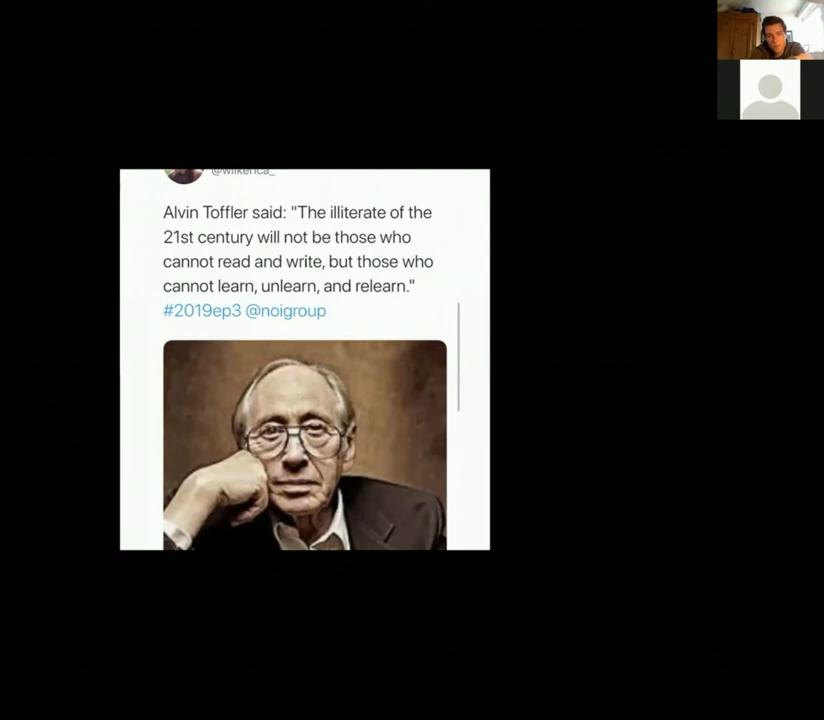 @wilkerica_
Alvin Toffler said: "The illiterate of the
21st century will not be those who
cannot read and write, but those who
cannot learn, unlearn, and relearn."
#2019ep3 @noigroup